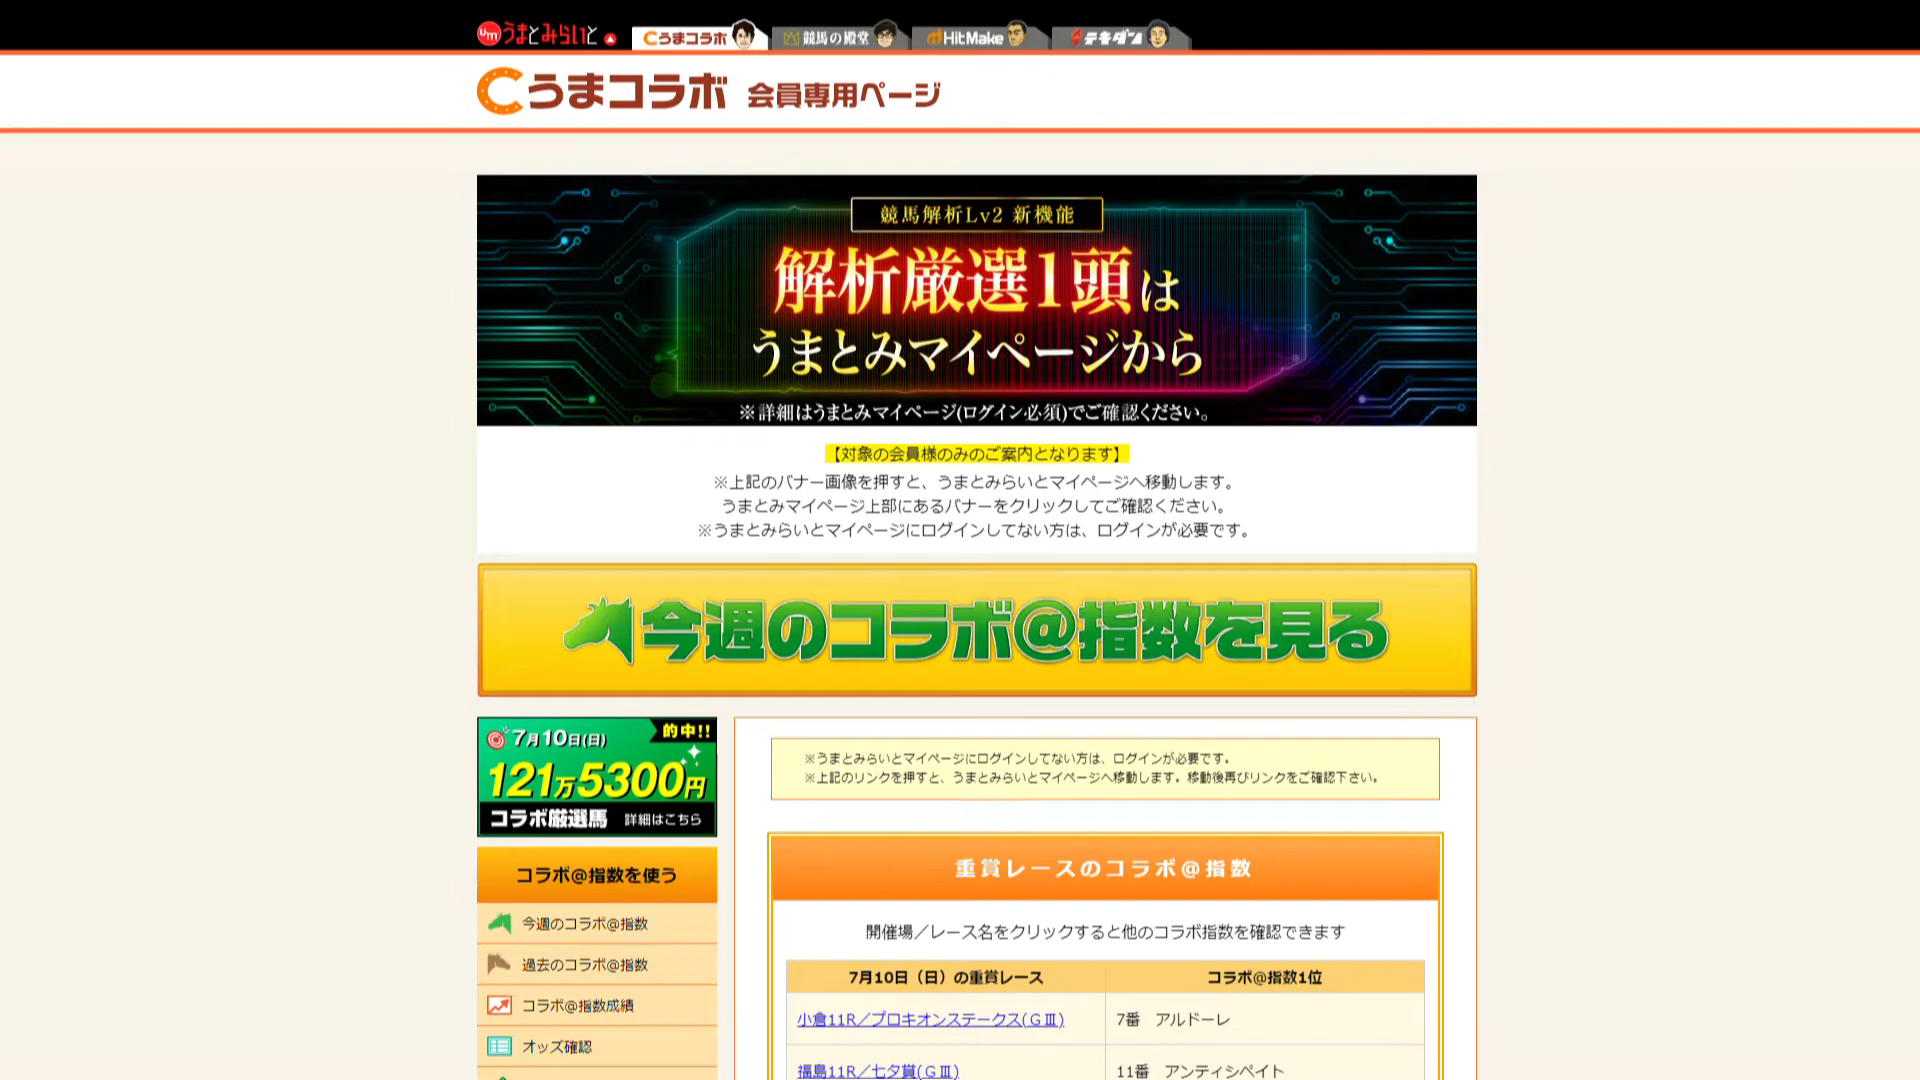 umうまとみらいと
うまコラボ 競馬の殿堂 HitMake テキダン
うまコラボ 会員専用ページ
競馬解析Lv2 新機能
解析厳選1頭は
うまとみマイページから
※詳細はうまとみマイページ(ログイン必須)でご確認ください。
【対象の会員様のみのご案内となります】
※上記のバナー画像を押すと、うまとみらいとマイページへ移動します。
うまとみマイページ上部にあるバナーをクリックしてご確認ください。
※うまとみらいとマイページにログインしてない方は、ログインが必要です。
今週のコラボ@指数を見る
7月10日(日) 的中!!
121万5300円
コラボ厳選馬 詳細はこちら
コラボ@指数を使う
今週のコラボ@指数
過去のコラボ@指数
コラボ@指数成績
オッズ確認
※うまとみらいとマイページにログインしてない方は、ログインが必要です。
※上記のリンクを押すと、うまとみらいとマイページへ移動します。移動後再びリンクをご確認下さい。
重賞レースのコラボ@指数
開催場／レース名をクリックすると他のコラボ指数を確認できます
7月10日（日）の重賞レース コラボ@指数1位
小倉11R／プロキオンステークス(ＧⅢ) 7番 アルドーレ
福島11R／七夕賞(ＧⅢ) 11番 アンティシペイト